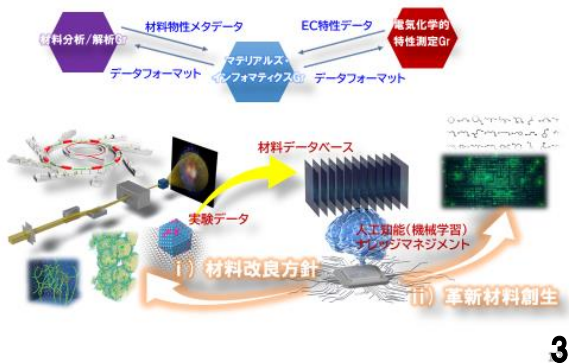 材料分析/解析Gr
材料物性メタデータ
データフォーマット
マテリアルズ・
インフォマティクスGr
EC特性データ
データフォーマット
電気化学的
特性測定Gr
材料データベース
実験データ
人工知能(機械学習)
ナレッジマネジメント
ⅰ）材料改良方針
ⅱ）革新材料創生
3